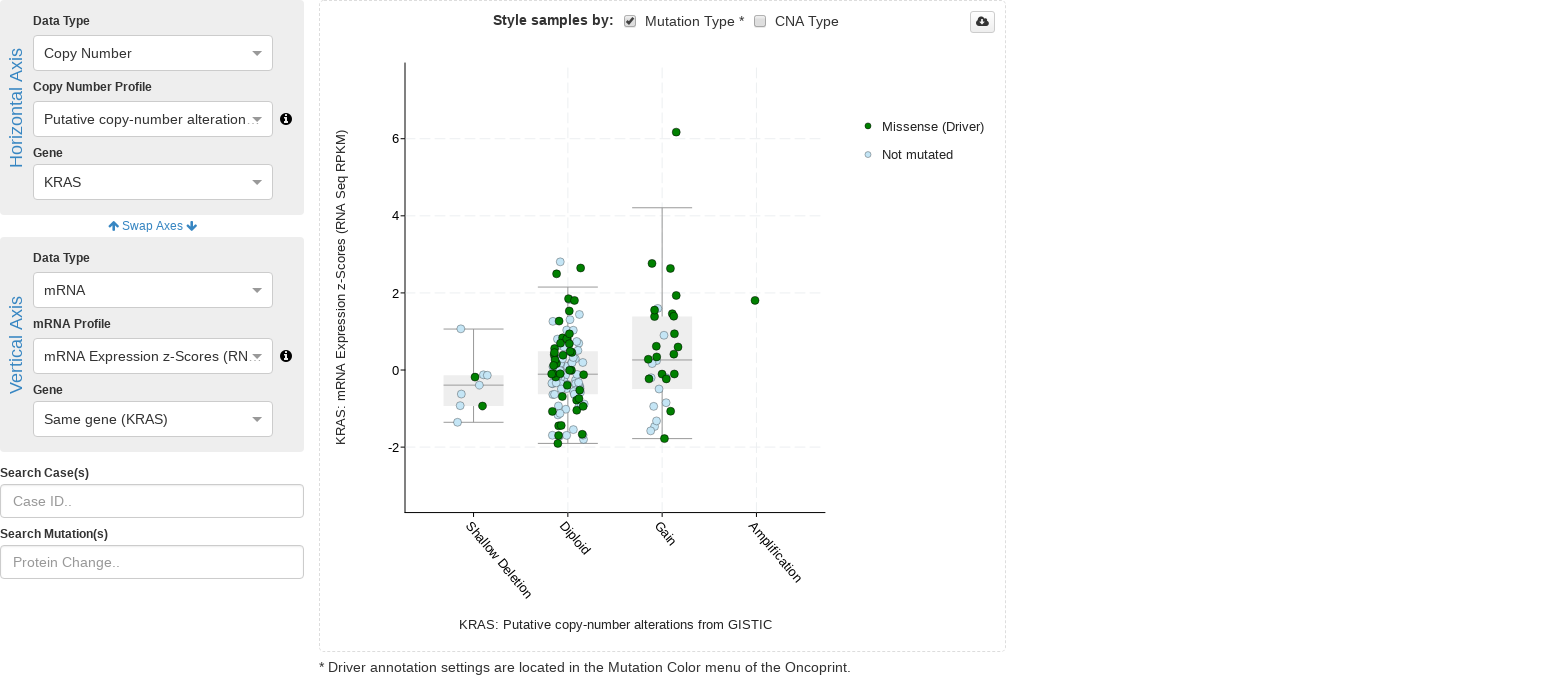 Horizontal Axis
Data Type
Copy Number
Copy Number Profile
Putative copy-number alteration...
Gene
KRAS
Swap Axes
Vertical Axis
Data Type
mRNA
mRNA Profile
mRNA Expression z-Scores (RN...
Gene
Same gene (KRAS)
Search Case(s)
Case ID..
Search Mutation(s)
Protein Change..
Style samples by: Mutation Type * CNA Type
KRAS: mRNA Expression z-Scores (RNA Seq RPKM)
6
4
2
0
-2
Shallow Deletion
Diploid
Gain
Amplification
KRAS: Putative copy-number alterations from GISTIC
Missense (Driver)
Not mutated
* Driver annotation settings are located in the Mutation Color menu of the Oncoprint.